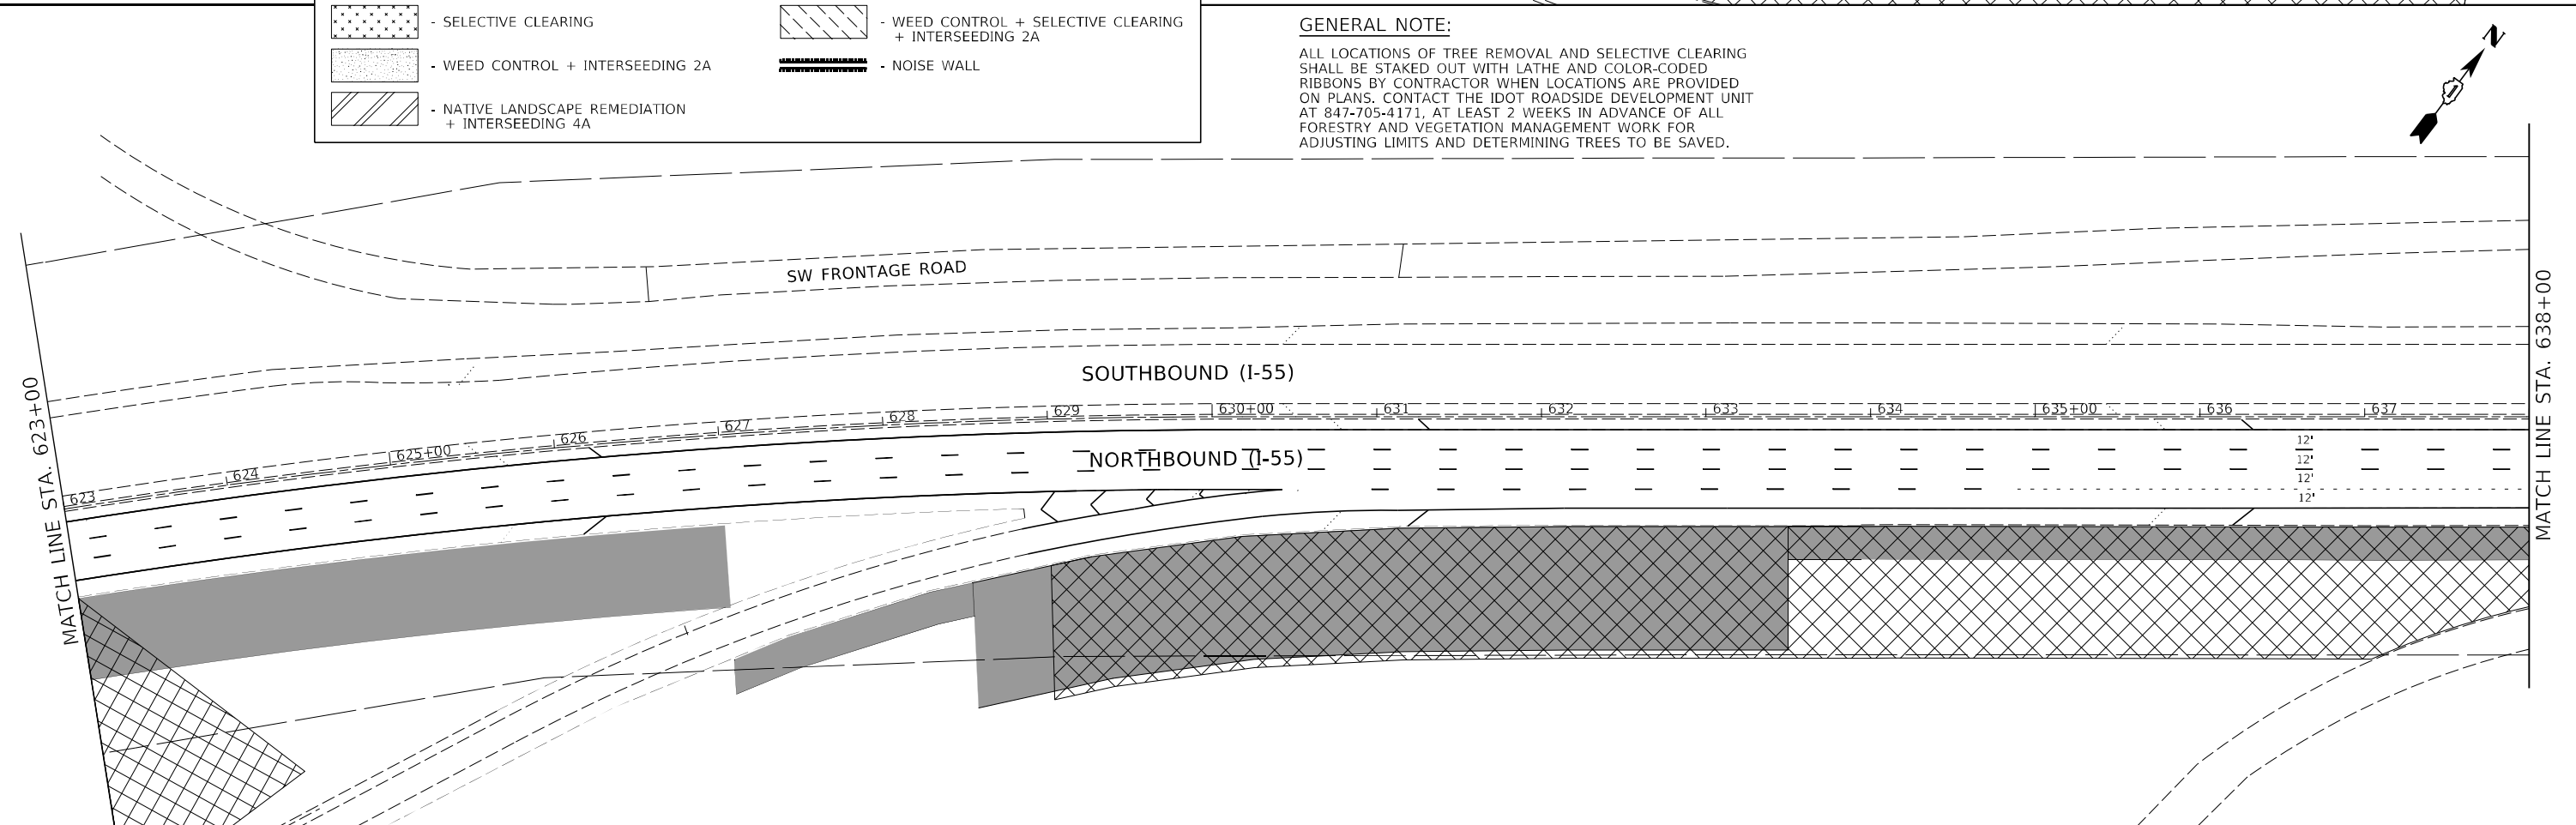 - SELECTIVE CLEARING
- WEED CONTROL + INTERSEEDING 2A
- NATIVE LANDSCAPE REMEDIATION
+ INTERSEEDING 4A
- WEED CONTROL + SELECTIVE CLEARING
+ INTERSEEDING 2A
- NOISE WALL
GENERAL NOTE:
ALL LOCATIONS OF TREE REMOVAL AND SELECTIVE CLEARING
SHALL BE STAKED OUT WITH LATHE AND COLOR-CODED
RIBBONS BY CONTRACTOR WHEN LOCATIONS ARE PROVIDED
ON PLANS. CONTACT THE IDOT ROADSIDE DEVELOPMENT UNIT
AT 847-705-4171, AT LEAST 2 WEEKS IN ADVANCE OF ALL
FORESTRY AND VEGETATION MANAGEMENT WORK FOR
ADJUSTING LIMITS AND DETERMINING TREES TO BE SAVED.
N
SW FRONTAGE ROAD
SOUTHBOUND (I-55)
MATCH LINE STA. 623+00
623
624
625+00
626
627
628
629
630+00
631
632
633
634
635+00
636
637
NORTHBOUND (I-55)
12'
12'
12'
12'
MATCH LINE STA. 638+00